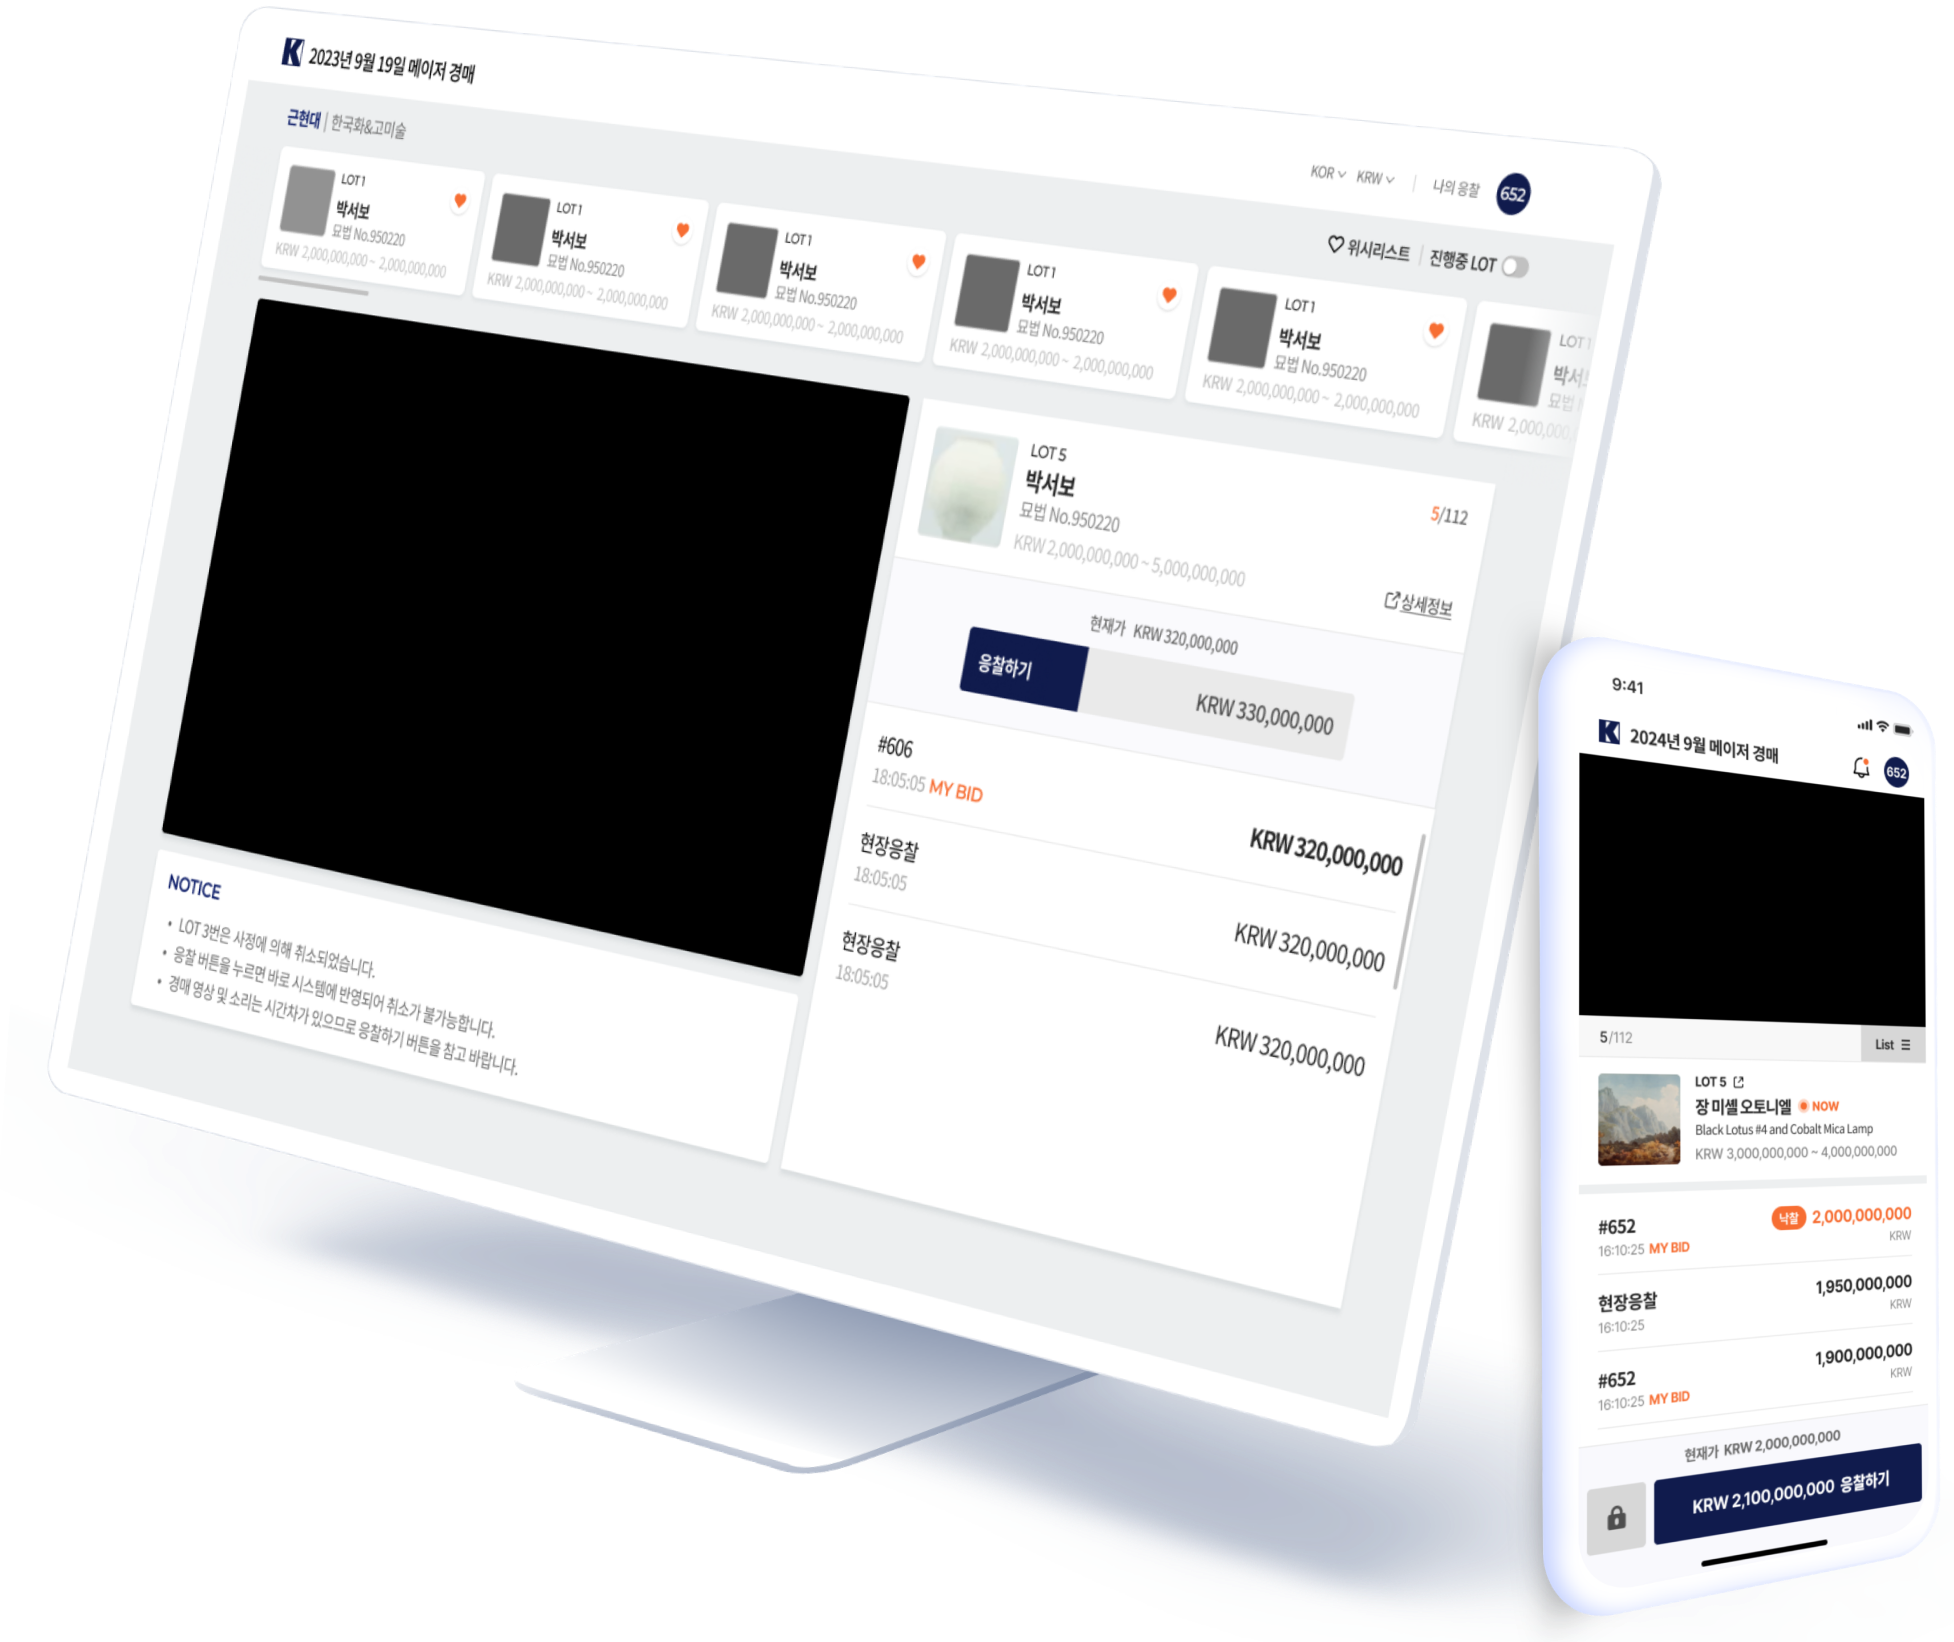 2023년 9월 19일 메이저 경매
KOR KRW 나의 응찰 652
근현대 | 한국화&고미술
위시리스트 | 진행중 LOT
LOT 1
박서보
묘법 No.950220
KRW 2,000,000,000 ~ 2,000,000,000
LOT 1
박서보
묘법 No.950220
KRW 2,000,000,000 ~ 2,000,000,000
LOT 1
박서보
묘법 No.950220
KRW 2,000,000,000 ~ 2,000,000,000
LOT 1
박서보
묘법 No.950220
KRW 2,000,000,000 ~ 2,000,000,000
LOT 1
박서보
묘법 No.950220
KRW 2,000,000,000 ~ 2,000,000,000
LOT 1
박서
묘법
KRW 2,000,000
LOT 5
박서보
묘법 No.950220
KRW 2,000,000,000 ~ 5,000,000,000
5/112
상세정보
현재가 KRW 320,000,000
응찰하기 KRW 330,000,000
#606
18:05:05 MY BID
KRW 320,000,000
현장응찰
18:05:05
KRW 320,000,000
현장응찰
18:05:05
KRW 320,000,000
NOTICE
• LOT 3번은 사정에 의해 취소되었습니다.
• 응찰 버튼을 누르면 바로 시스템에 반영되어 취소가 불가능합니다.
• 경매 영상 및 소리는 시간차가 있으므로 응찰하기 버튼을 참고 바랍니다.
9:41
2024년 9월 메이저 경매
652
5/112
List
LOT 5
장 미셸 오토니엘 NOW
Black Lotus #4 and Cobalt Mica Lamp
KRW 3,000,000,000 ~ 4,000,000,000
#652
낙찰 2,000,000,000
16:10:25 MY BID
KRW
현장응찰
1,950,000,000
16:10:25
KRW
#652
1,900,000,000
16:10:25 MY BID
KRW
현재가 KRW 2,000,000,000
KRW 2,100,000,000 응찰하기